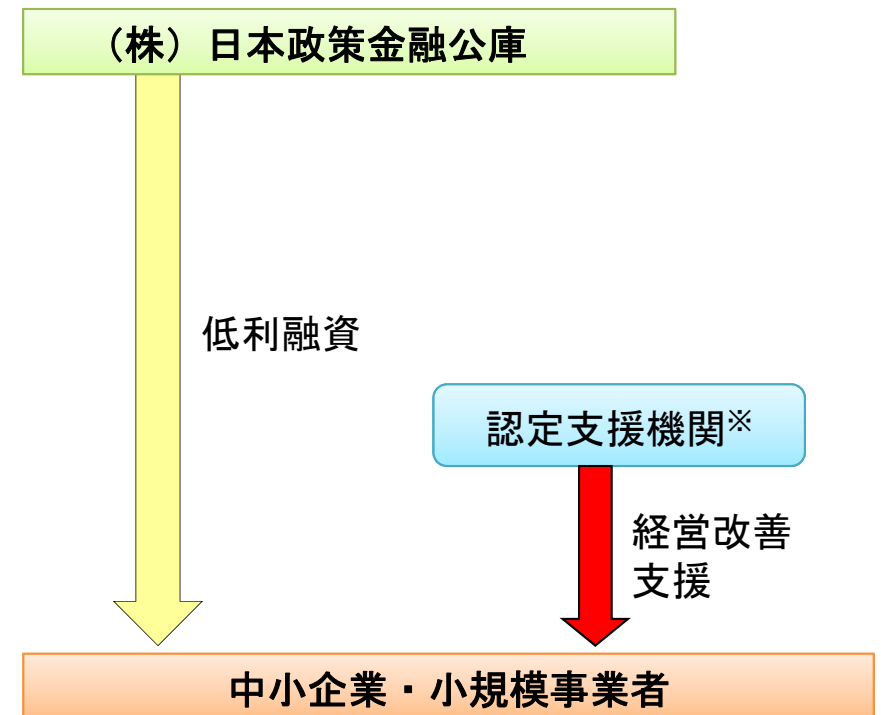 （株）日本政策金融公庫
低利融資
認定支援機関※
経営改善
支援
中小企業・小規模事業者